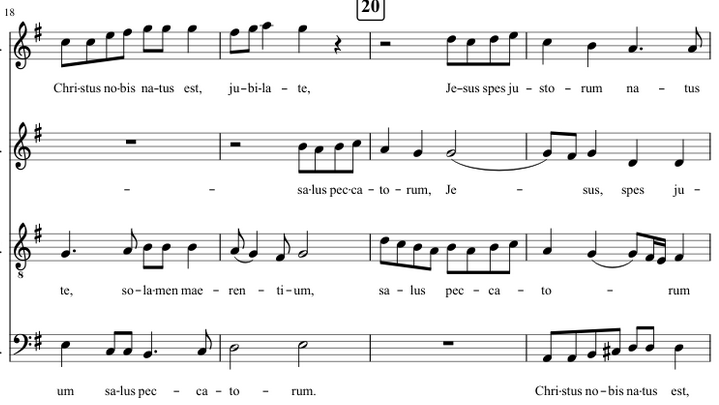 18
20
Chri-stus no-bis na-tus est, ju-bi-la - te, Je-sus spes ju - sto - rum na - tus
- - sa-lus pec-ca - to - rum, Je - sus, spes ju -
te, so-la-men mae - ren - ti-um, sa - lus pec - ca - to - rum
um sa-lus pec - ca - to - rum. Chri-stus no-bis na-tus est,